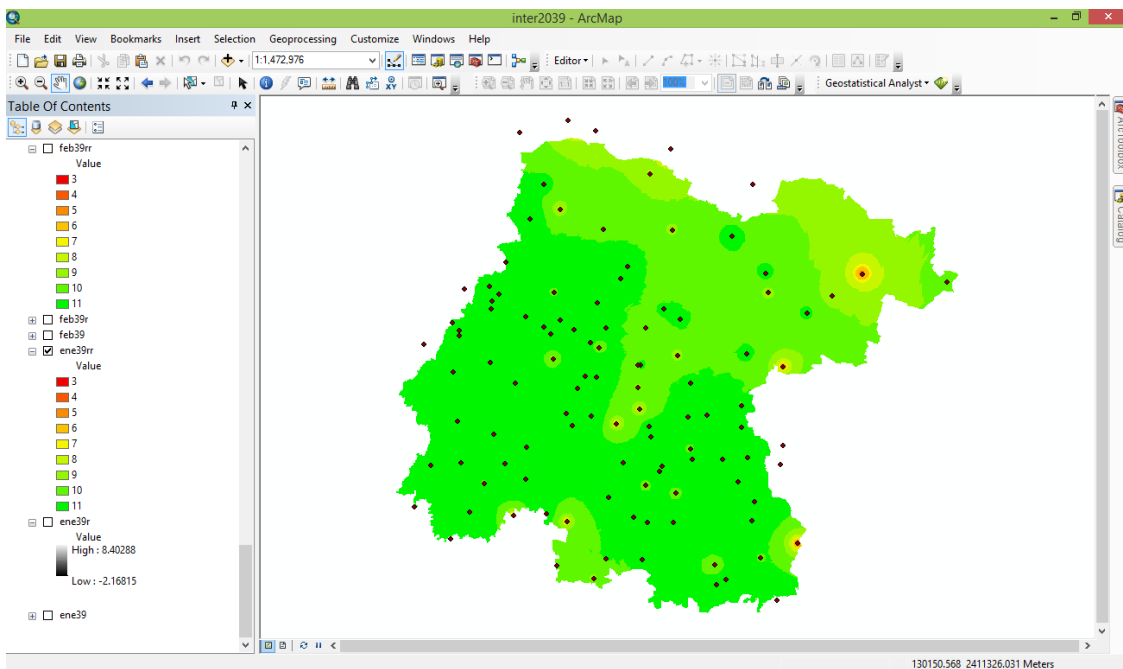 inter2039 - ArcMap
File Edit View Bookmarks Insert Selection Geoprocessing Customize Windows Help
1:1,472,976 Editor
100% Geostatistical Analyst
Table Of Contents
feb39rr
Value
3
4
5
6
7
8
9
10
11
feb39r
feb39
ene39rr
Value
3
4
5
6
7
8
9
10
11
ene39r
Value
High : 8.40288
Low : -2.16815
ene39
ArcToolbox
Catalog
130150.568 2411326.031 Meters